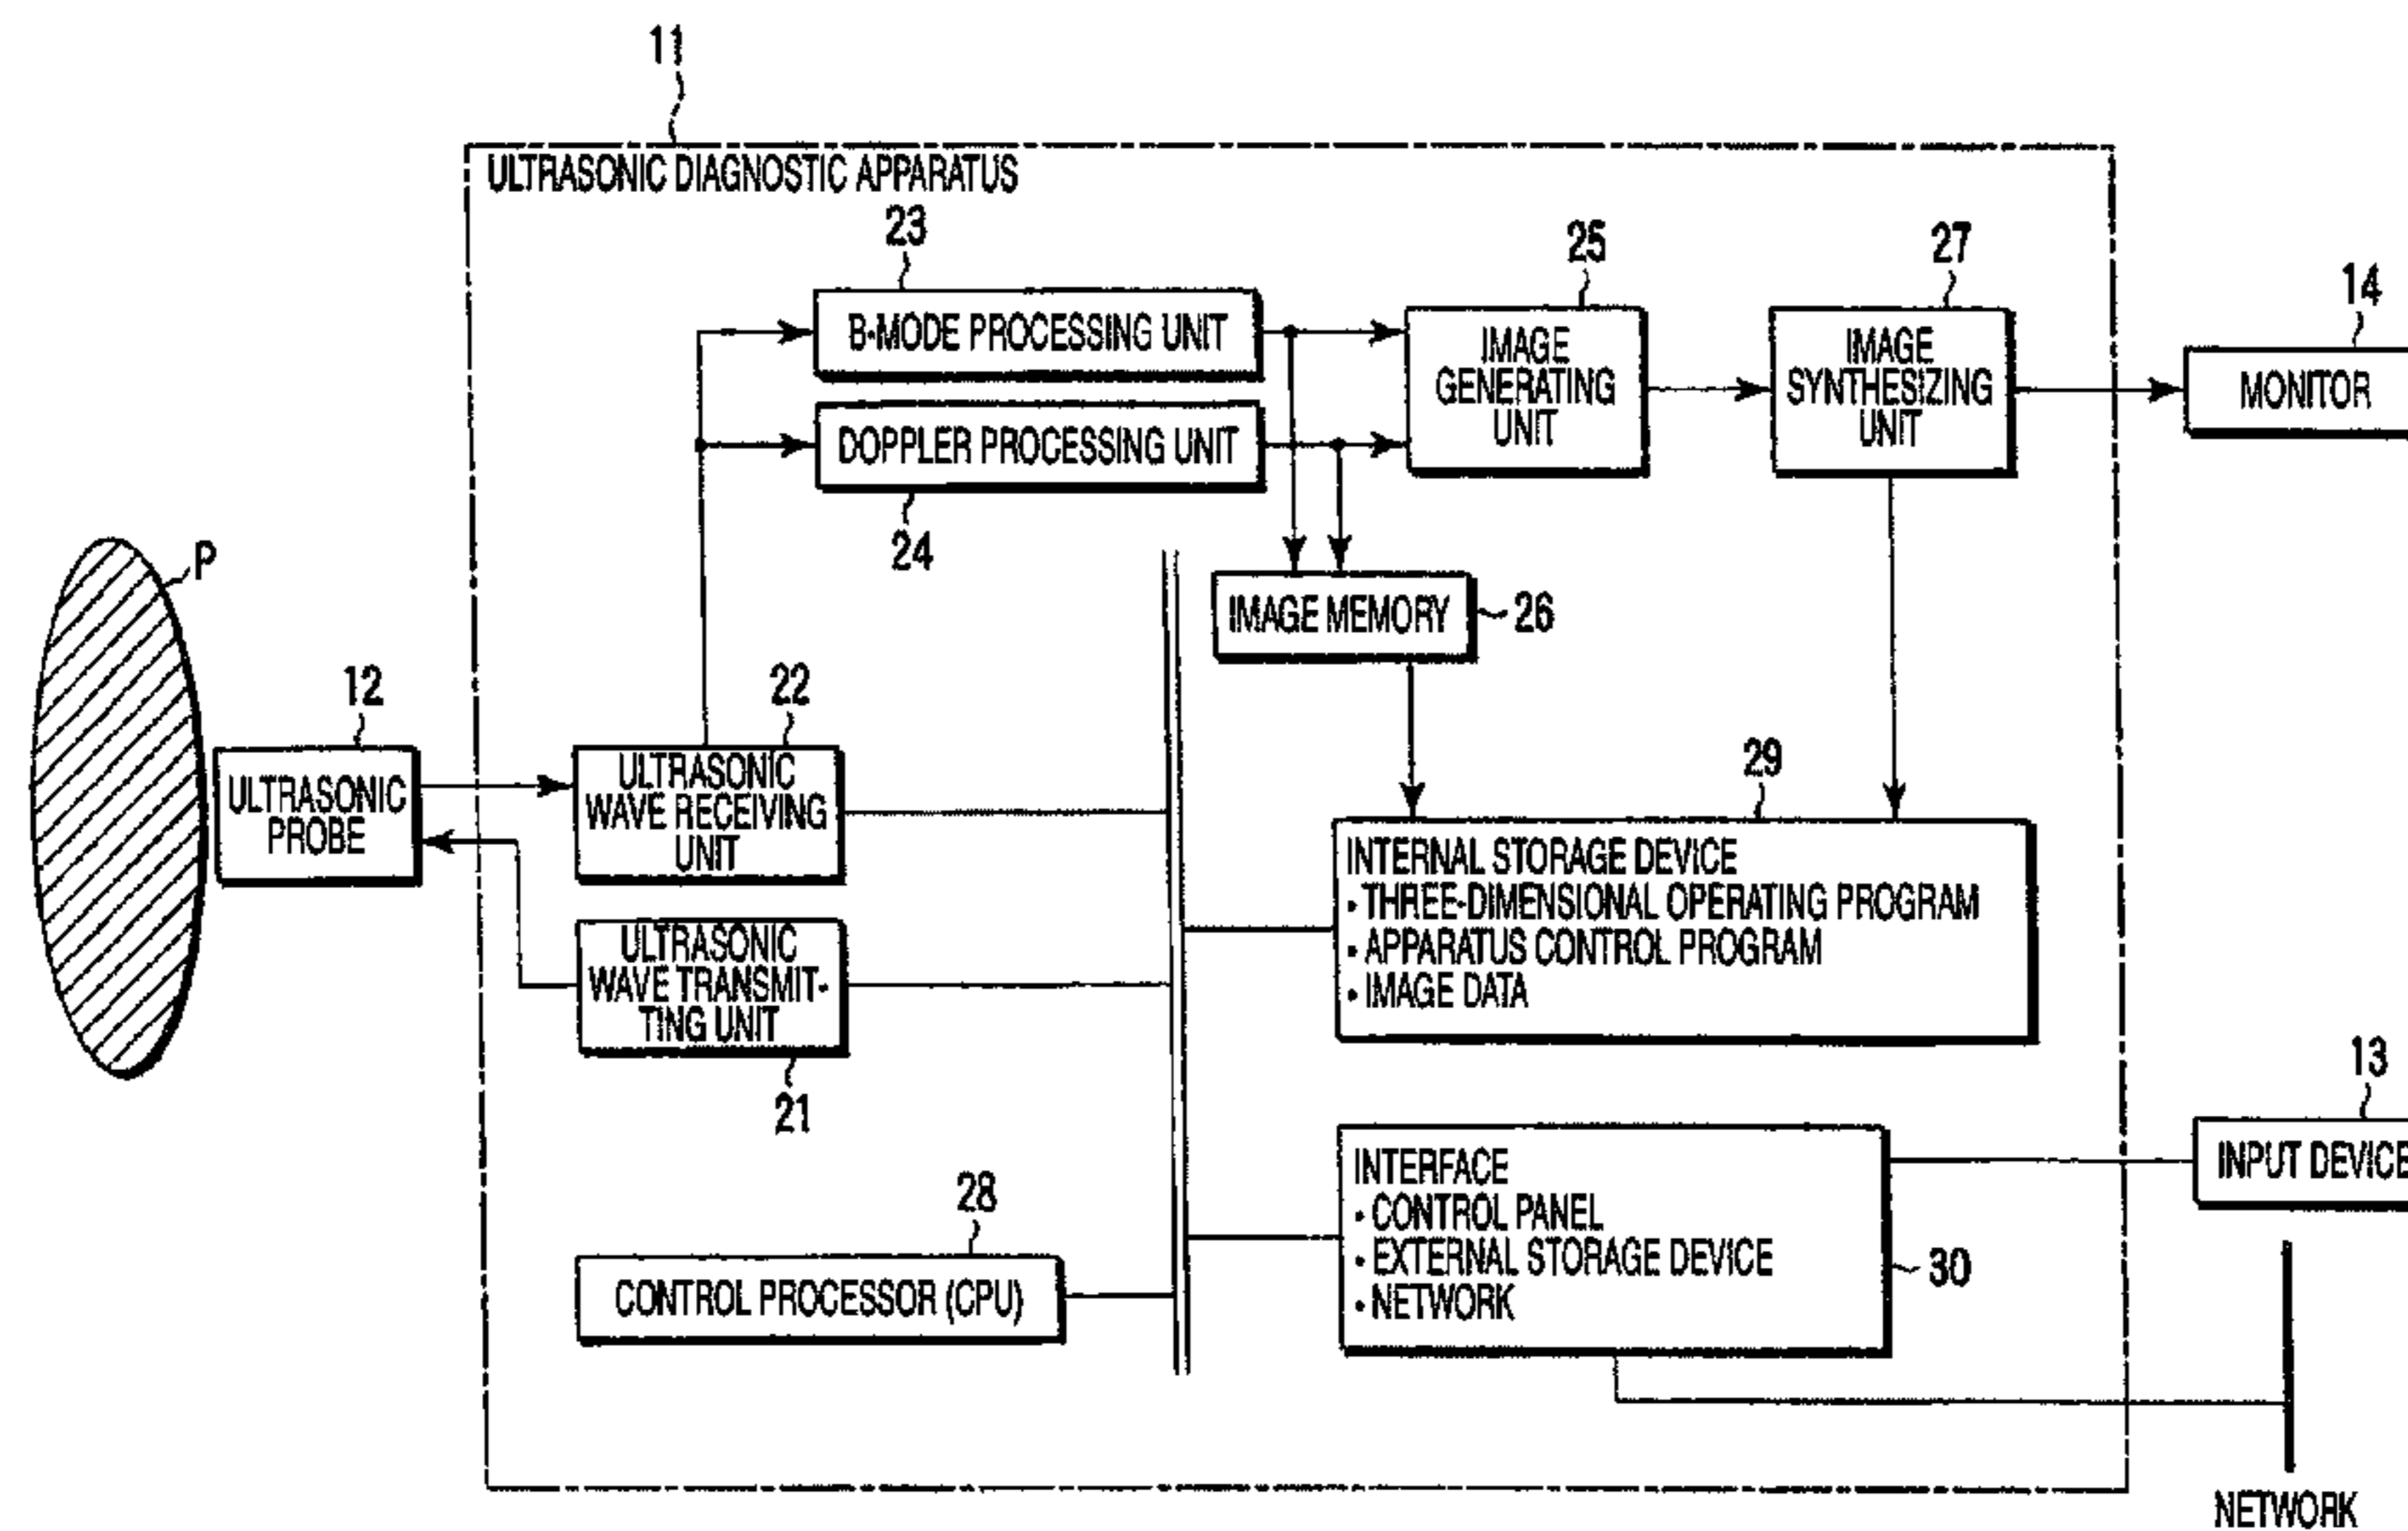 11
ULTRASONIC DIAGNOSTIC APPARATUS
23
B-MODE PROCESSING UNIT
DOPPLER PROCESSING UNIT
24
25
IMAGE
GENERATING
UNIT
27
IMAGE
SYNTHESIZING
UNIT
14
MONITOR
P
IMAGE MEMORY
26
12
ULTRASONIC
PROBE
22
ULTRASONIC
WAVE RECEIVING
UNIT
ULTRASONIC
WAVE TRANSMIT-
TING UNIT
21
29
INTERNAL STORAGE DEVICE
• THREE-DIMENSIONAL OPERATING PROGRAM
• APPARATUS CONTROL PROGRAM
• IMAGE DATA
28
CONTROL PROCESSOR (CPU)
INTERFACE
• CONTROL PANEL
• EXTERNAL STORAGE DEVICE
• NETWORK
30
13
INPUT DEVICE
NETWORK